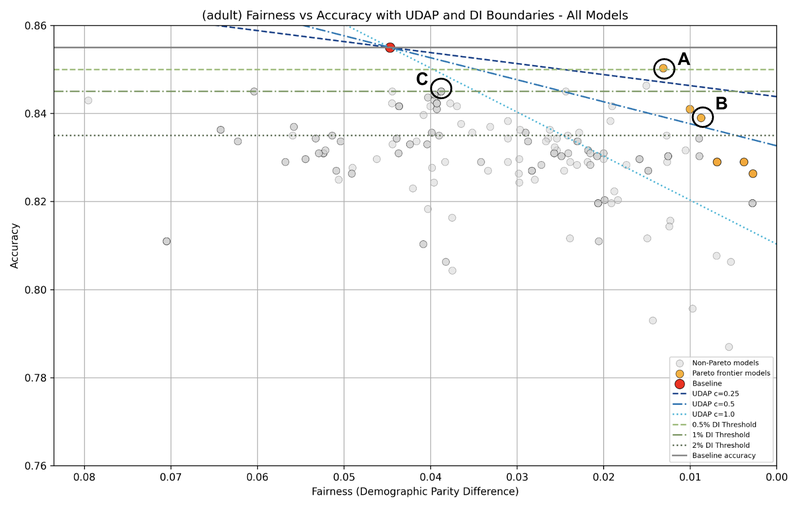 (adult) Fairness vs Accuracy with UDAP and DI Boundaries - All Models
0.86
0.84
0.82
0.80
0.78
0.76
Accuracy
A
B
C
Non-Pareto models
Pareto frontier models
Baseline
UDAP c=0.25
UDAP c=0.5
UDAP c=1.0
0.5% DI Threshold
1% DI Threshold
2% DI Threshold
Baseline accuracy
0.08 0.07 0.06 0.05 0.04 0.03 0.02 0.01 0.00
Fairness (Demographic Parity Difference)